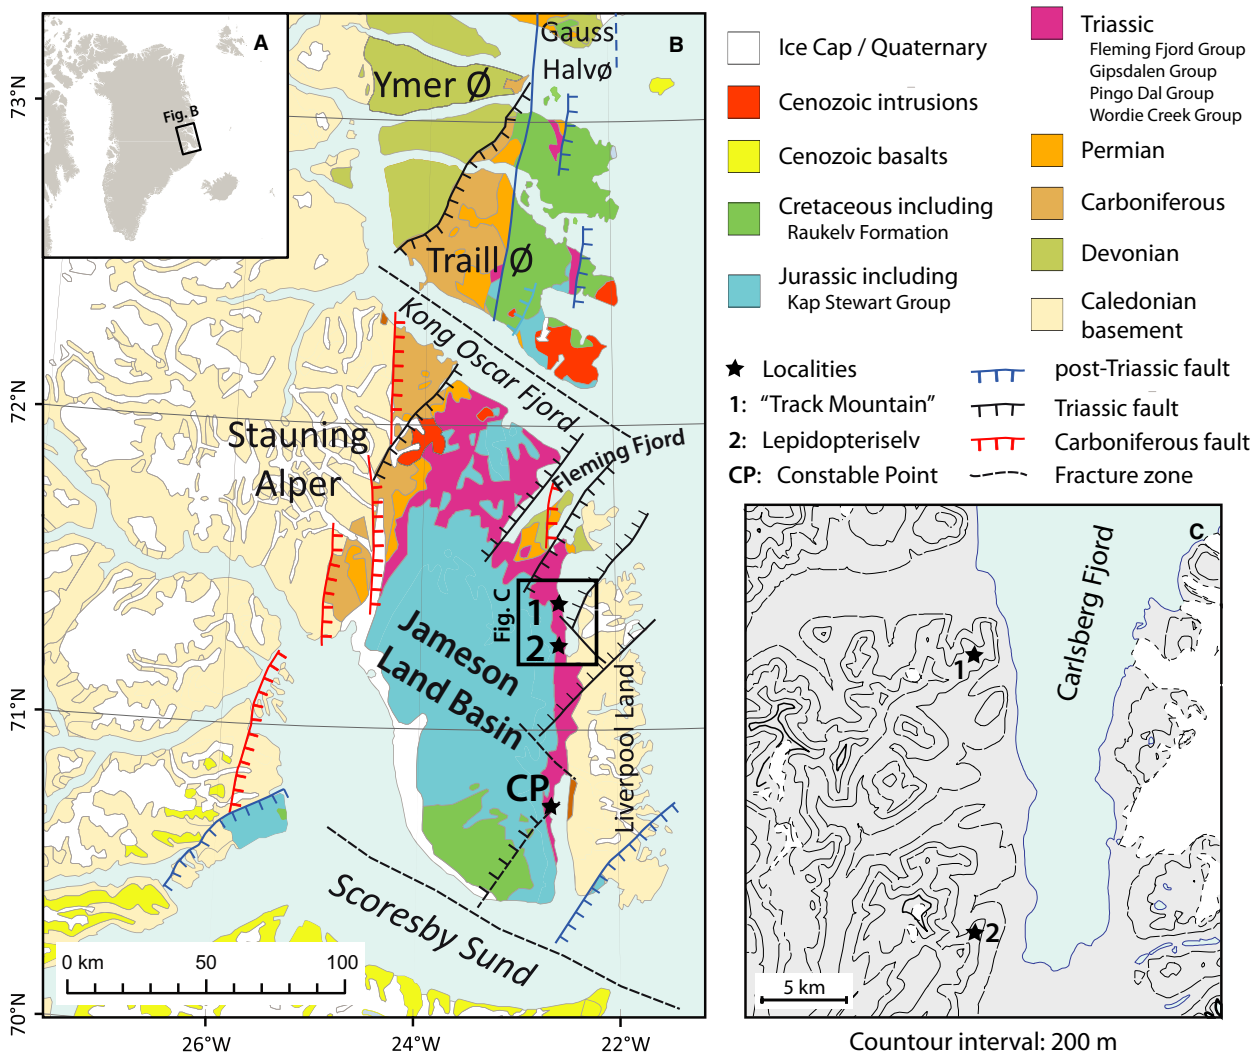 A
Fig. B
B
Gauss
Halvø
Ymer Ø
Traill Ø
Kong Oscar Fjord
Fleming Fjord
Stauning
Alper
Fig. C
1
2
Jameson
Land Basin
Liverpool Land
CP
Scoresby Sund
0 km 50 100
73°N
72°N
71°N
70°N
26°W 24°W 22°W
Ice Cap / Quaternary
Cenozoic intrusions
Cenozoic basalts
Cretaceous including
Raukelv Formation
Jurassic including
Kap Stewart Group
Triassic
Fleming Fjord Group
Gipsdalen Group
Pingo Dal Group
Wordie Creek Group
Permian
Carboniferous
Devonian
Caledonian
basement
Localities
1: “Track Mountain”
2: Lepidopteriselv
CP: Constable Point
post-Triassic fault
Triassic fault
Carboniferous fault
Fracture zone
C
Carlsberg Fjord
1
2
5 km
Countour interval: 200 m